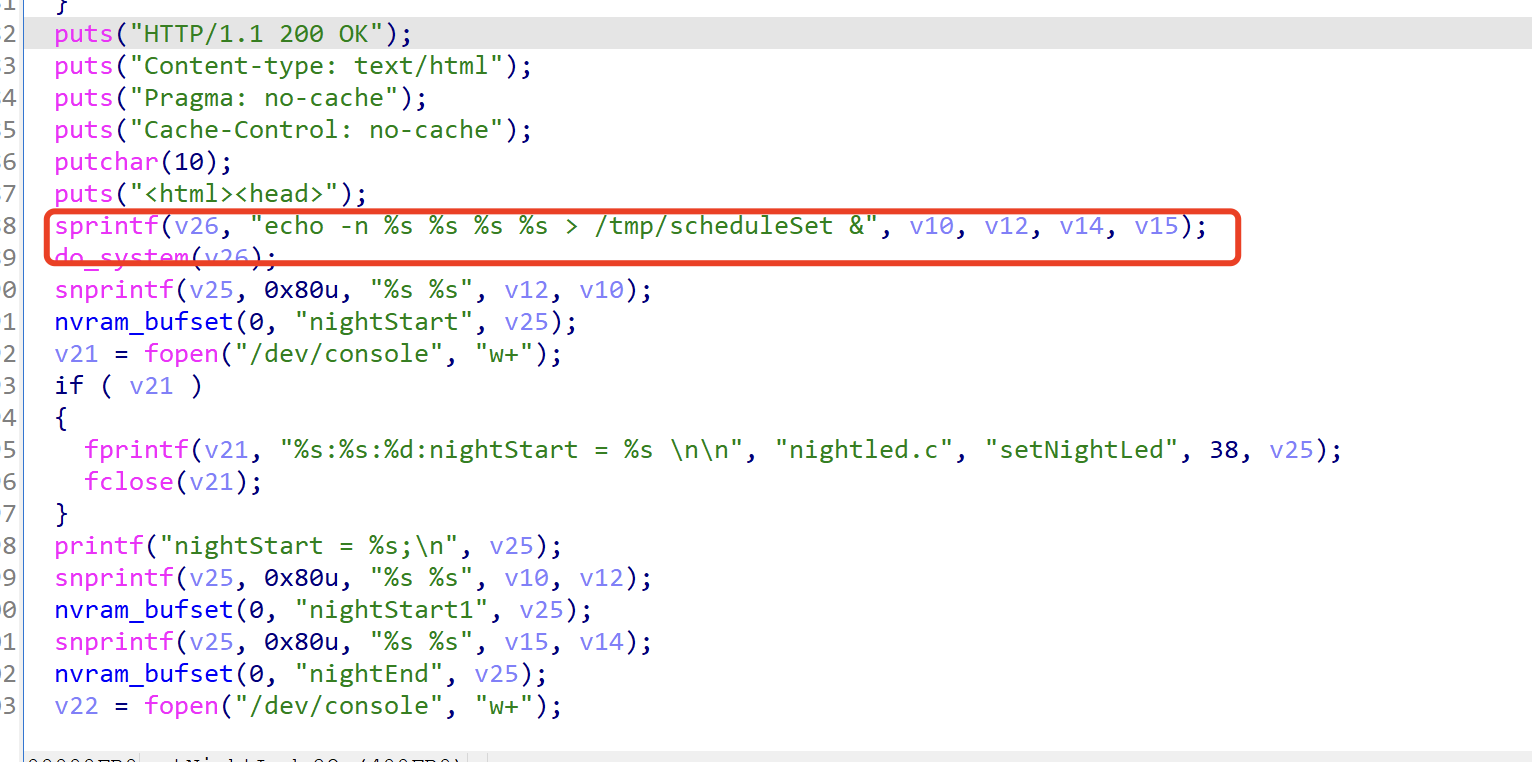 }
2 puts("HTTP/1.1 200 OK");
3 puts("Content-type: text/html");
4 puts("Pragma: no-cache");
5 puts("Cache-Control: no-cache");
6 putchar(10);
7 puts("<html><head>");
8 sprintf(v26, "echo -n %s %s %s %s > /tmp/scheduleSet &", v10, v12, v14, v15);
9 do_system(v26);
0 snprintf(v25, 0x80u, "%s %s", v12, v10);
1 nvram_bufset(0, "nightStart", v25);
2 v21 = fopen("/dev/console", "w+");
3 if ( v21 )
4 {
5 fprintf(v21, "%s:%s:%d:nightStart = %s \n\n", "nightled.c", "setNightLed", 38, v25);
6 fclose(v21);
7 }
8 printf("nightStart = %s;\n", v25);
9 snprintf(v25, 0x80u, "%s %s", v10, v12);
0 nvram_bufset(0, "nightStart1", v25);
1 snprintf(v25, 0x80u, "%s %s", v15, v14);
2 nvram_bufset(0, "nightEnd", v25);
3 v22 = fopen("/dev/console", "w+");